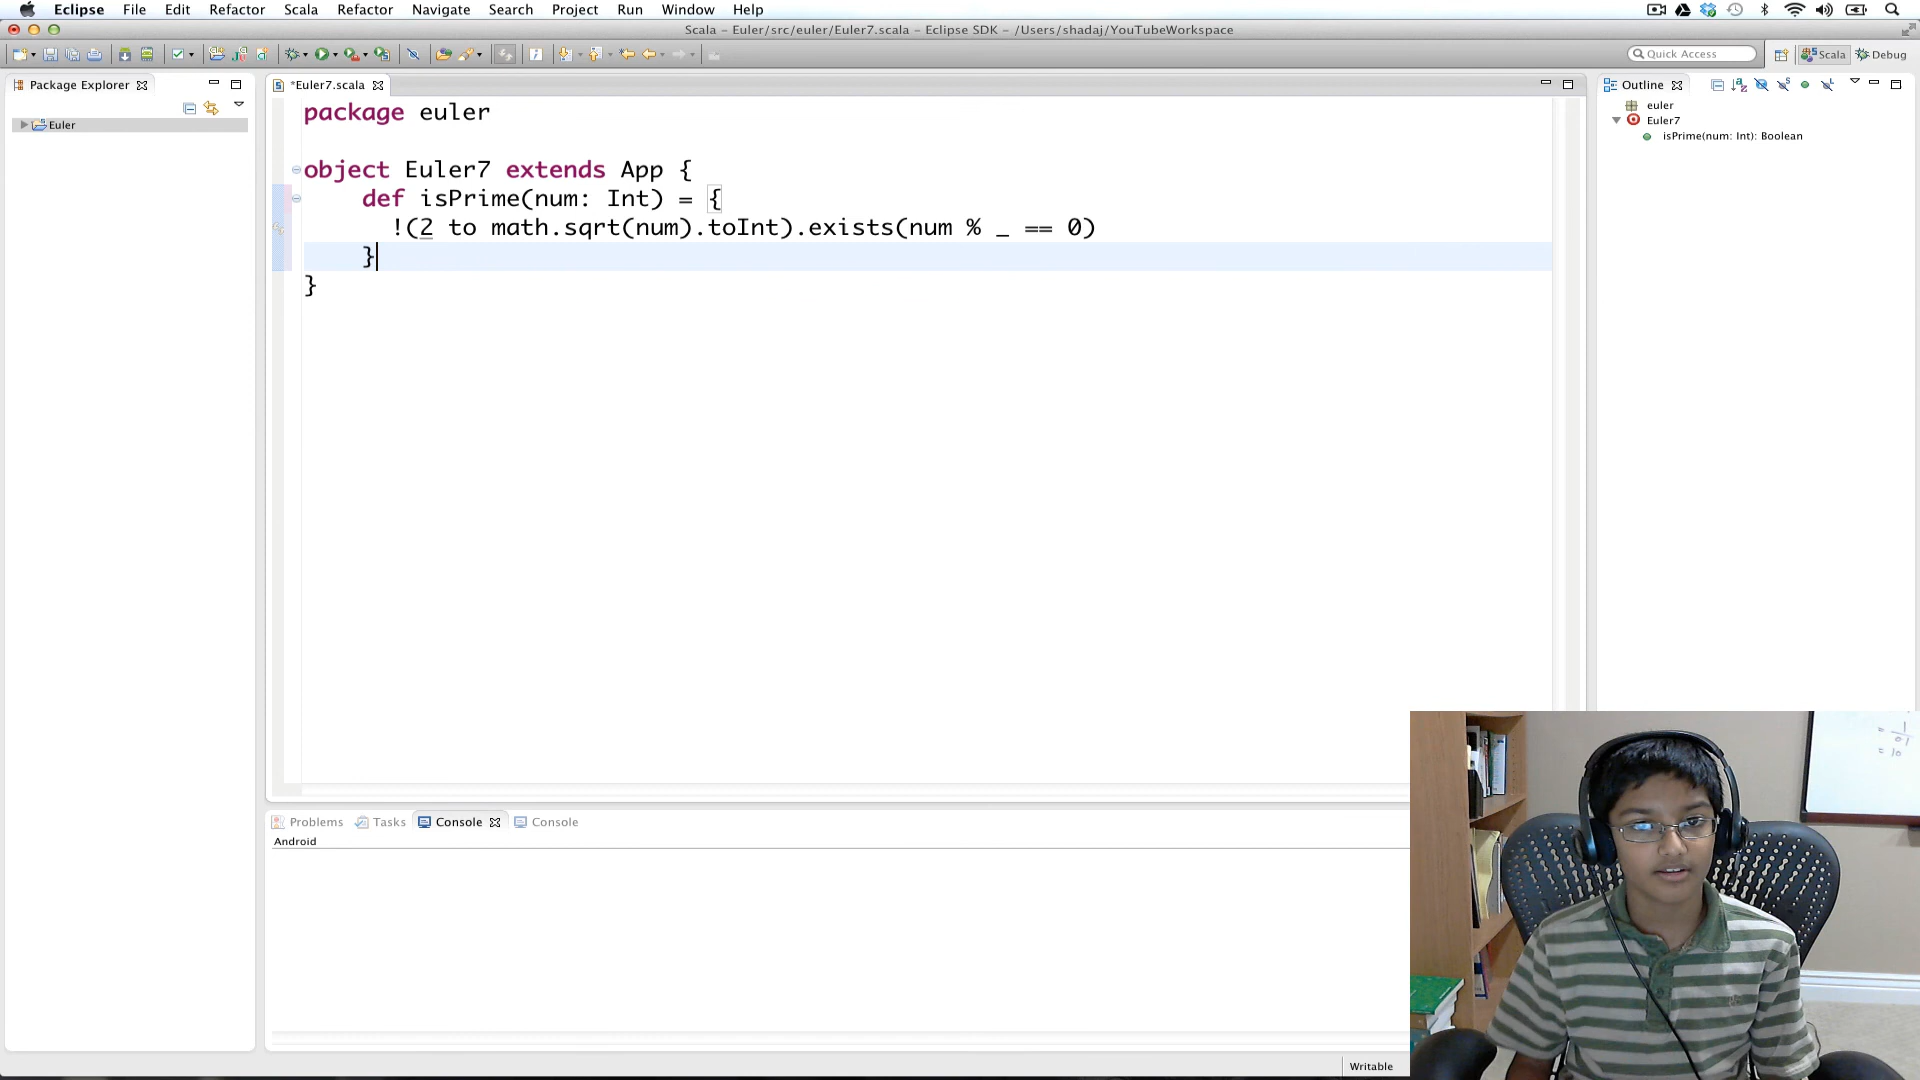 Eclipse File Edit Refactor Scala Refactor Navigate Search Project Run Window Help
Scala - Euler/src/euler/Euler7.scala - Eclipse SDK - /Users/shadaj/YouTubeWorkspace
Quick Access
Scala
Debug
Package Explorer
Euler
*Euler7.scala
package euler
object Euler7 extends App {
def isPrime(num: Int) = {
!(2 to math.sqrt(num).toInt).exists(num % _ == 0)
}
}
Outline
euler
Euler7
isPrime(num: Int): Boolean
Problems Tasks Console Console
Android
Writable
= 10